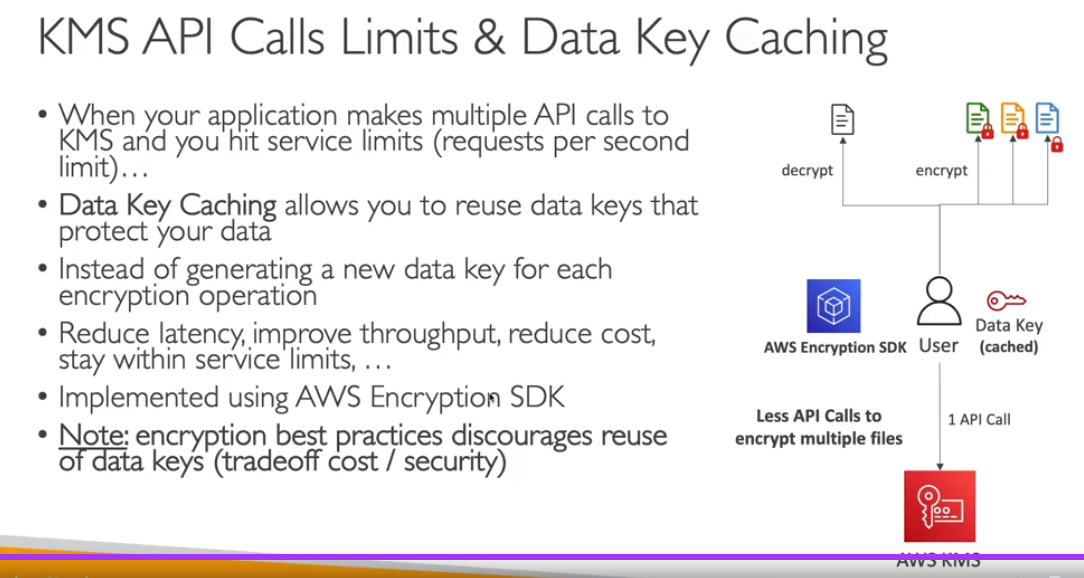 KMS API Calls Limits & Data Key Caching
• When your application makes multiple API calls to
KMS and you hit service limits (requests per second
limit)…
• Data Key Caching allows you to reuse data keys that
protect your data
• Instead of generating a new data key for each
encryption operation
• Reduce latency, improve throughput, reduce cost,
stay within service limits, …
• Implemented using AWS Encryption SDK
• Note: encryption best practices discourages reuse
of data keys (tradeoff cost / security)
decrypt
encrypt
AWS Encryption SDK
User
Data Key
(cached)
Less API Calls to
encrypt multiple files
1 API Call
AWS KMS